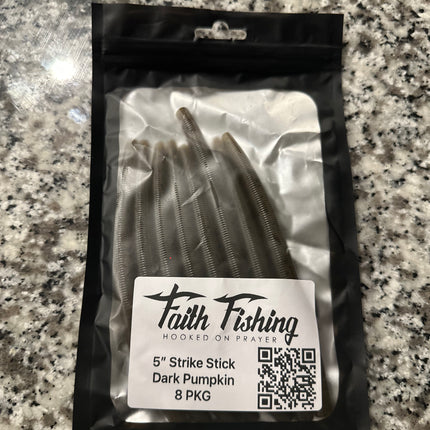 Faith Fishing
HOOKED ON PRAYER
5" Strike Stick
Dark Pumpkin
8 PKG